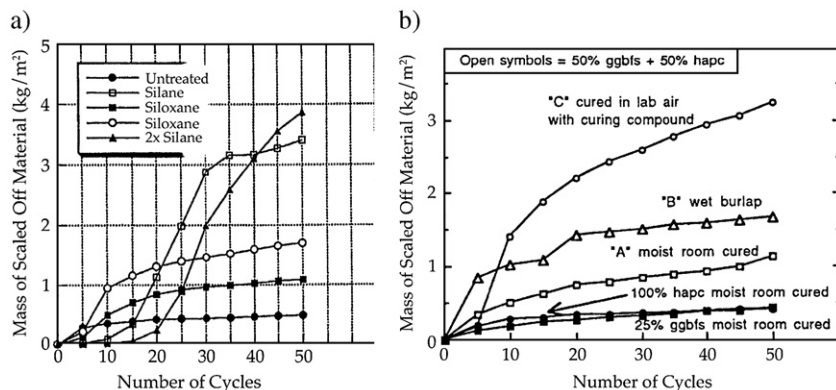 a)
Mass of Scaled Off Material (kg/m²)
5
4
3
2
1
0
Untreated
Silane
Siloxane
Siloxane
2x Silane
0 10 20 30 40 50
Number of Cycles
b)
Mass of Scaled Off Material (kg/m²)
3
2
1
0
Open symbols = 50% ggbfs + 50% hapc
"C" cured in lab air
with curing compound
"B" wet burlap
"A" moist room cured
100% hapc moist room cured
25% ggbfs moist room cured
0 10 20 30 40 50
Number of Cycles